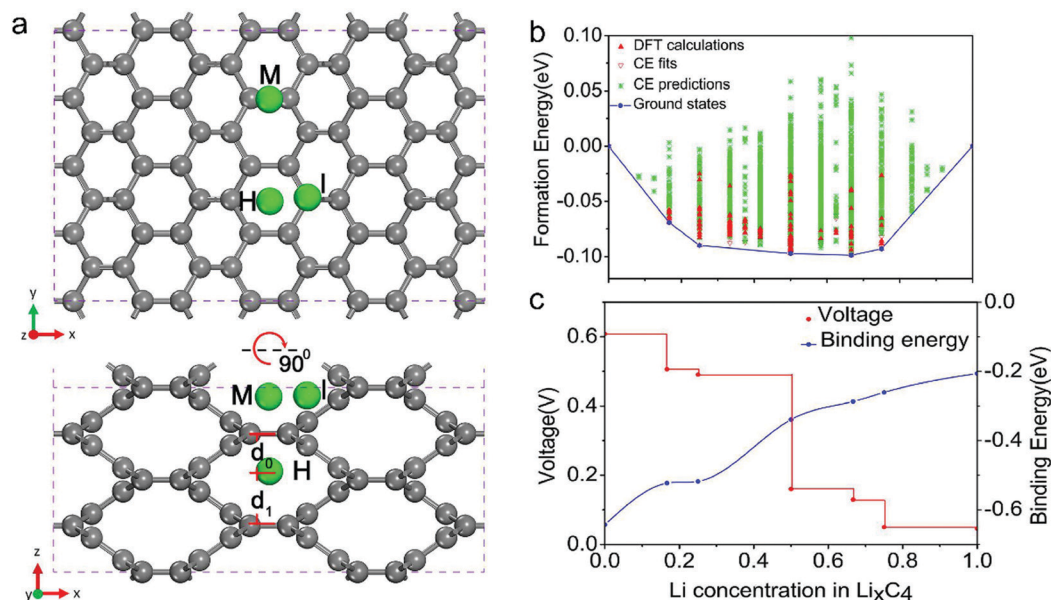 a
M
H
I
y
z
x
90⁰
M
I
d₀
H
d₁
z
y
x
b
0.10
0.05
0.00
-0.05
-0.10
Formation Energy(eV)
DFT calculations
CE fits
CE predictions
Ground states
c
0.6
0.4
0.2
0.0
Voltage(V)
Voltage
Binding energy
0.0
-0.2
-0.4
-0.6
Binding Energy(eV)
0.0
0.2
0.4
0.6
0.8
1.0
Li concentration in LiₓC₄